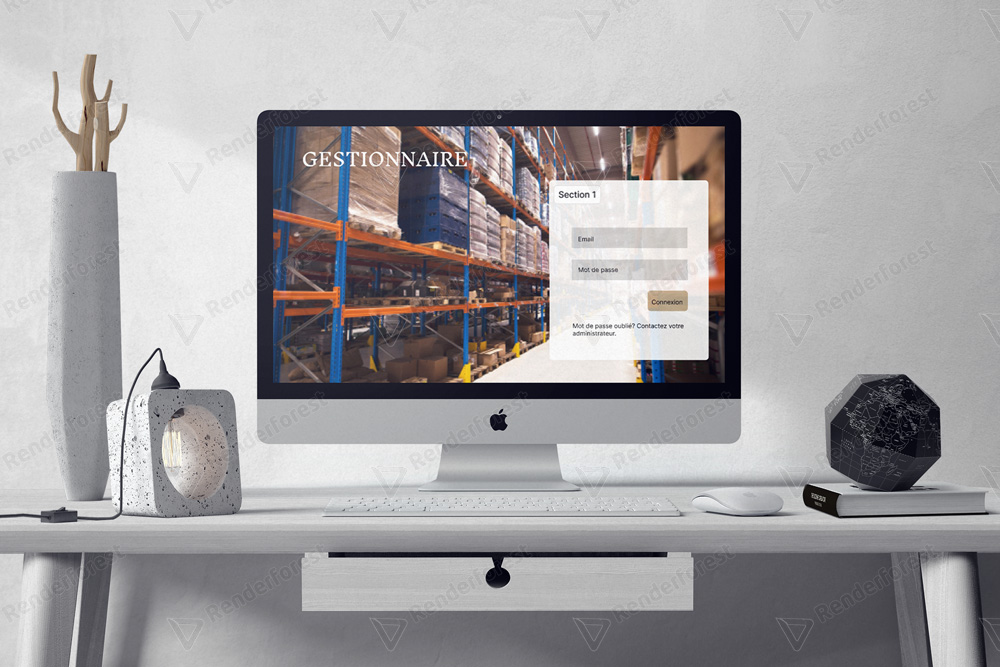 GESTIONNAIRE
Section 1
Email
Mot de passe
Connexion
Mot de passe oublié? Contactez votre
administrateur.
Renderforest